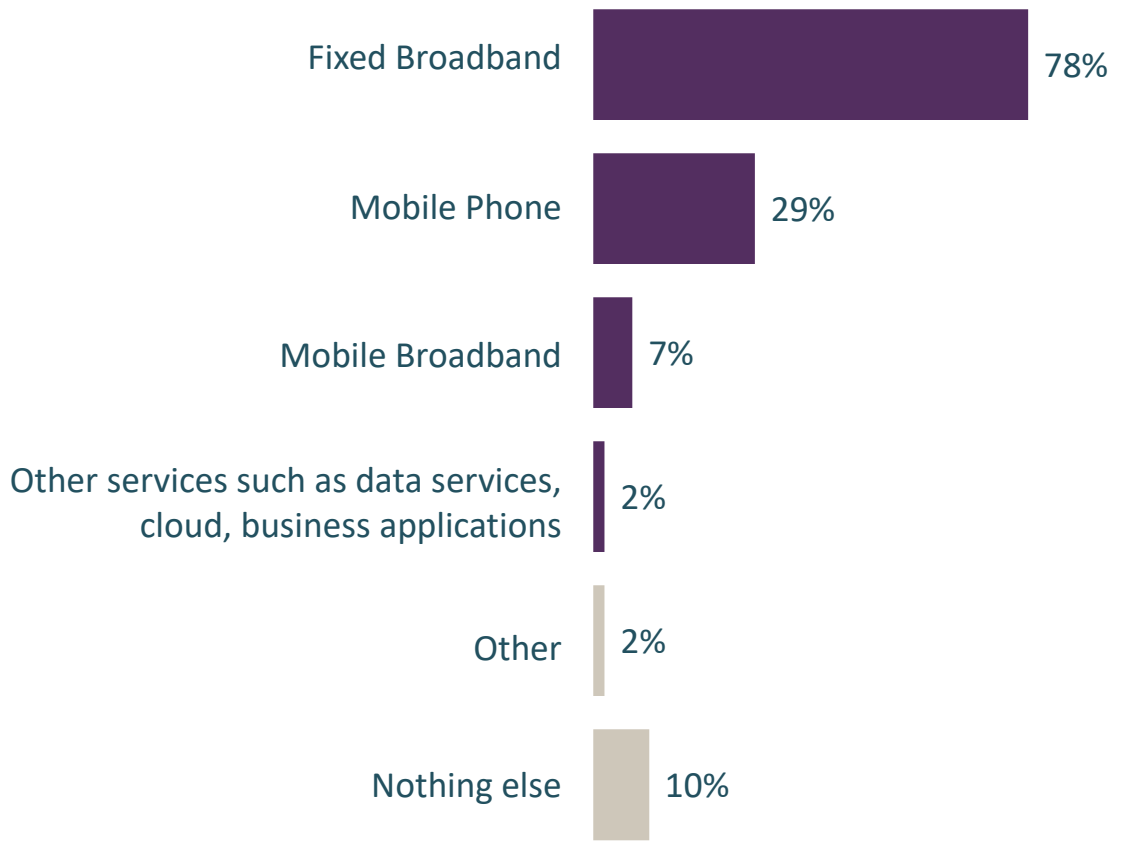 Fixed Broadband
78%
Mobile Phone
29%
Mobile Broadband
7%
Other services such as data services,
cloud, business applications
2%
Other
2%
Nothing else
10%